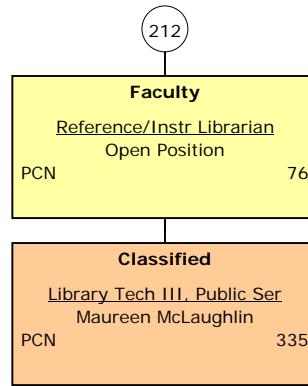 212
Faculty
Reference/Instr Librarian
Open Position
PCN 76
Classified
Library Tech III, Public Ser
Maureen McLaughlin
PCN 335